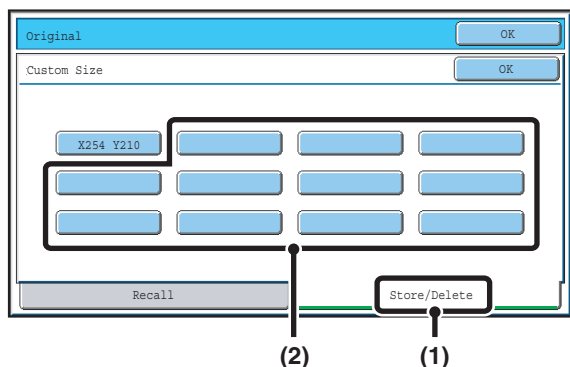 Original OK
Custom Size OK
X254 Y210
Recall Store/Delete
(2) (1)